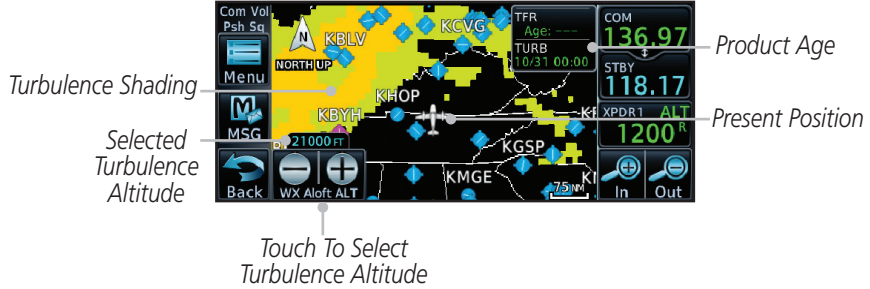 Com Vol
Psh Sq
Menu
MSG
Back
N
NORTH UP
KBLV
KCVG
KHOP
KBYH
KGSP
KMGE
21000 FT
WX Aloft ALT
75 NM
TFR
Age: ---
TURB
10/31 00:00
COM
136.97
STBY
118.17
XPDR1 ALT
1200 R
In
Out
Turbulence Shading
Selected
Turbulence
Altitude
Touch To Select
Turbulence Altitude
Product Age
Present Position